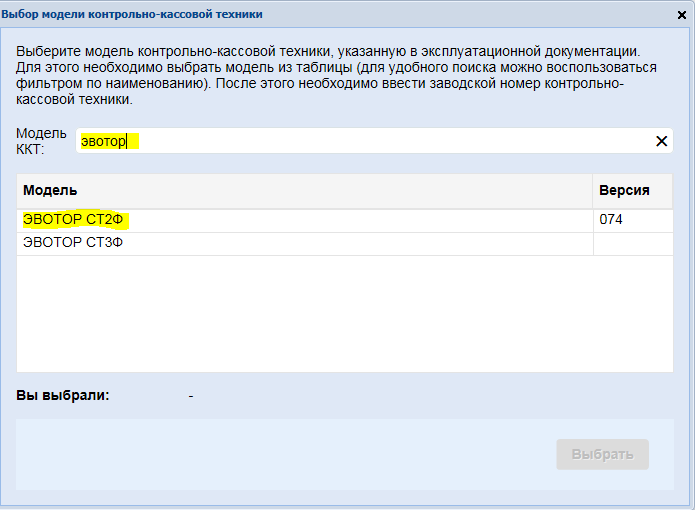 Выбор модели контрольно-кассовой техники
Выберите модель контрольно-кассовой техники, указанную в эксплуатационной документации.
Для этого необходимо выбрать модель из таблицы (для удобного поиска можно воспользоваться
фильтром по наименованию). После этого необходимо ввести заводской номер контрольно-
кассовой техники.
Модель
ККТ:
эвотор
Модель Версия
ЭВОТОР СТ2Ф 074
ЭВОТОР СТ3Ф
Вы выбрали: -
Выбрать